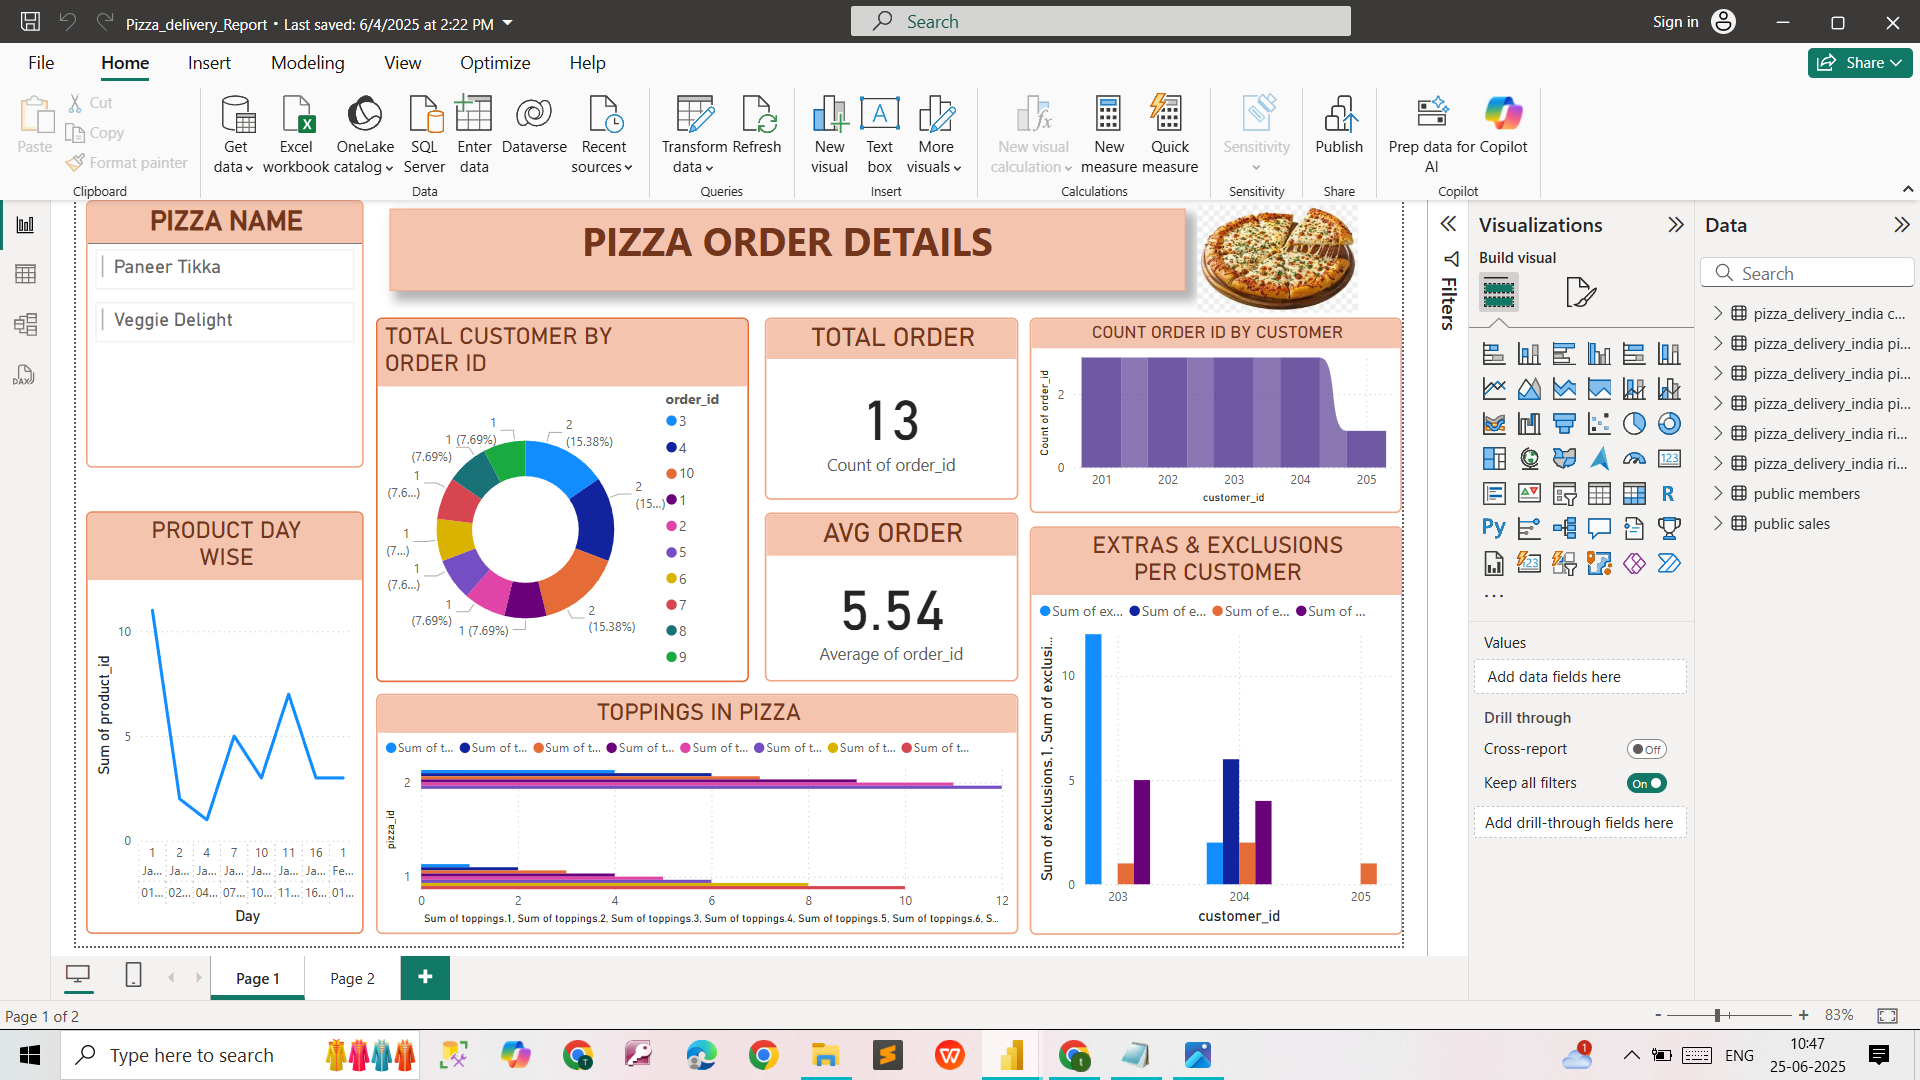 Pizza_delivery_Report • Last saved: 6/4/2025 at 2:22 PM
Search
Sign in
File
Home
Insert
Modeling
View
Optimize
Help
Share
Paste
Cut
Copy
Format painter
Clipboard
Get data
Excel workbook
OneLake catalog
SQL Server
Enter data
Dataverse
Recent sources
Data
Transform data
Refresh
Queries
New visual
Text box
More visuals
Insert
New visual calculation
New measure
Quick measure
Calculations
Sensitivity
Sensitivity
Publish
Share
Prep data for AI
Copilot
Copilot
PIZZA NAME
Paneer Tikka
Veggie Delight
PIZZA ORDER DETAILS
TOTAL CUSTOMER BY
ORDER ID
order_id
3
4
10
1
2
5
6
7
8
9
2
(15.38%)
2
(15...)
2
(15.38%)
1 (7.69%)
1
(7.69%)
1
(7.6...)
1
(7...)
1
(7.6...)
1
(7.69%)
1 (7.69%)
1
TOTAL ORDER
13
Count of order_id
AVG ORDER
5.54
Average of order_id
COUNT ORDER ID BY CUSTOMER
Count of order_id
2
0
201 202 203 204 205
customer_id
PRODUCT DAY
WISE
Sum of product_id
10
5
0
1 2 4 7 10 11 16 1
Ja... Ja... Ja... Ja... Ja... Ja... Ja... Fe...
01... 02... 04... 07... 10... 11... 16... 01...
Day
TOPPINGS IN PIZZA
Sum of t... Sum of t... Sum of t... Sum of t... Sum of t... Sum of t... Sum of t... Sum of t...
pizza_id
2
1
0 2 4 6 8 10 12
Sum of toppings.1, Sum of toppings.2, Sum of toppings.3, Sum of toppings.4, Sum of toppings.5, Sum of toppings.6, S...
EXTRAS & EXCLUSIONS
PER CUSTOMER
Sum of ex... Sum of e... Sum of e... Sum of ...
Sum of exclusions.1, Sum of exclusi...
10
5
0
203 204 205
customer_id
Filters
Visualizations
Build visual
123
R
Py
123
...
Values
Add data fields here
Drill through
Cross-report
Off
Keep all filters
On
Add drill-through fields here
Data
Search
pizza_delivery_india c...
pizza_delivery_india pi...
pizza_delivery_india pi...
pizza_delivery_india pi...
pizza_delivery_india ri...
pizza_delivery_india ri...
public members
public sales
DAX
Page 1
Page 2
+
Page 1 of 2
- + 83%
Type here to search
1
ENG
10:47
25-06-2025